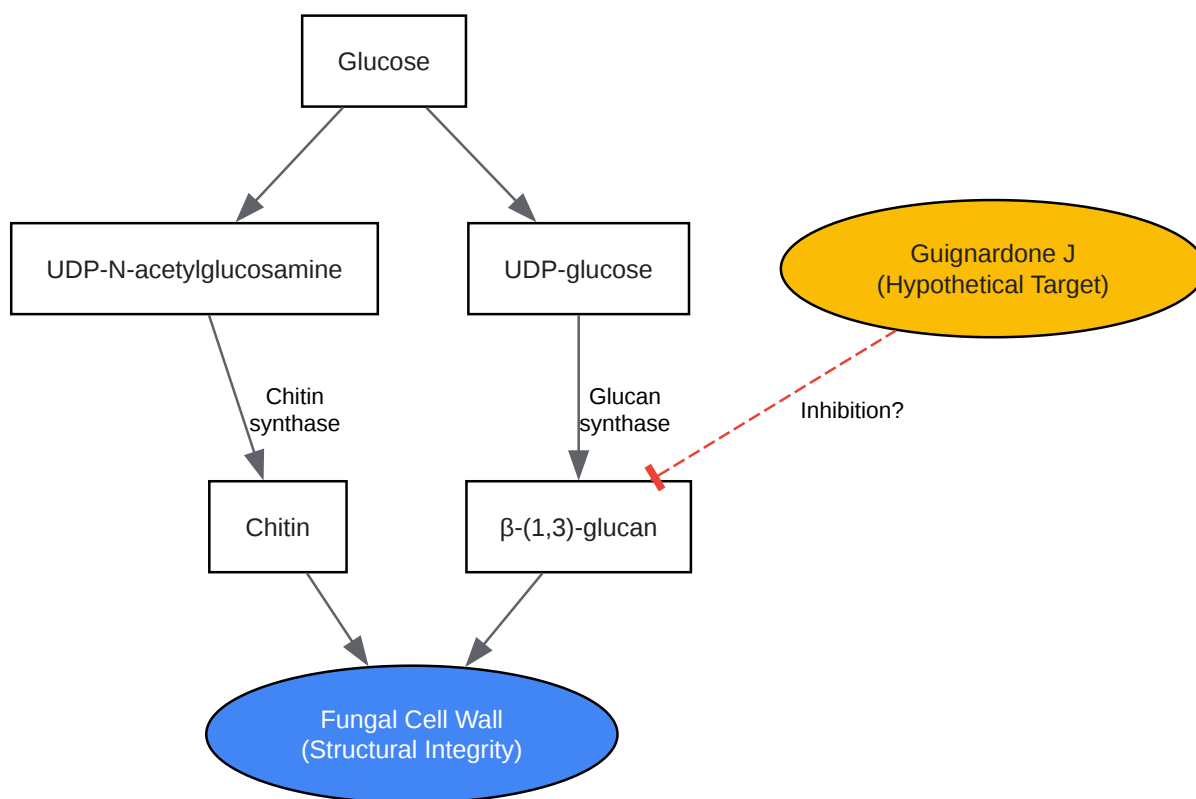 Glucose
UDP-N-acetylglucosamine
UDP-glucose
Guignardone J
(Hypothetical Target)
Chitin
synthase
Glucan
synthase
Inhibition?
Chitin
β-(1,3)-glucan
Fungal Cell Wall
(Structural Integrity)